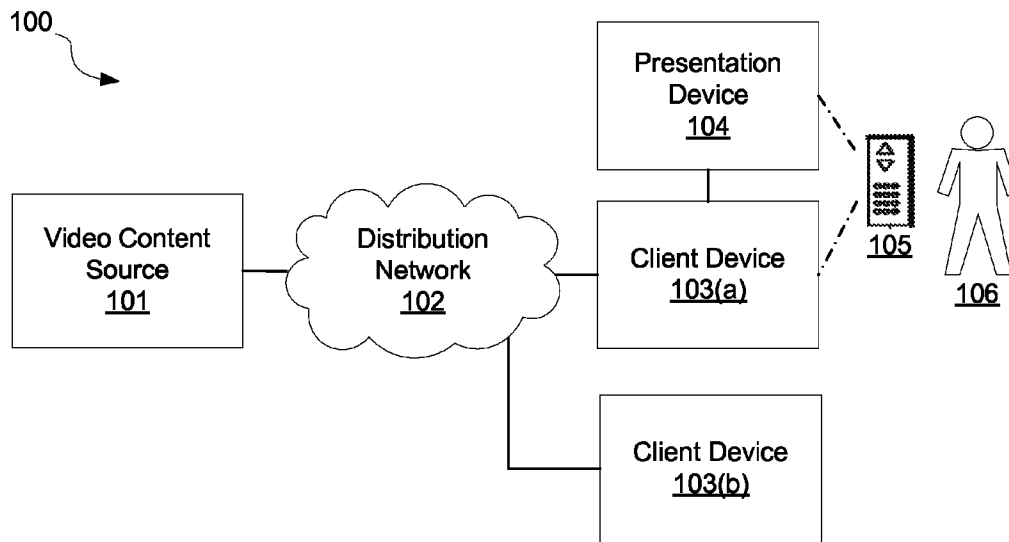 100
Presentation
Device
104
Video Content
Source
101
Distribution
Network
102
Client Device
103(a)
105
106
Client Device
103(b)